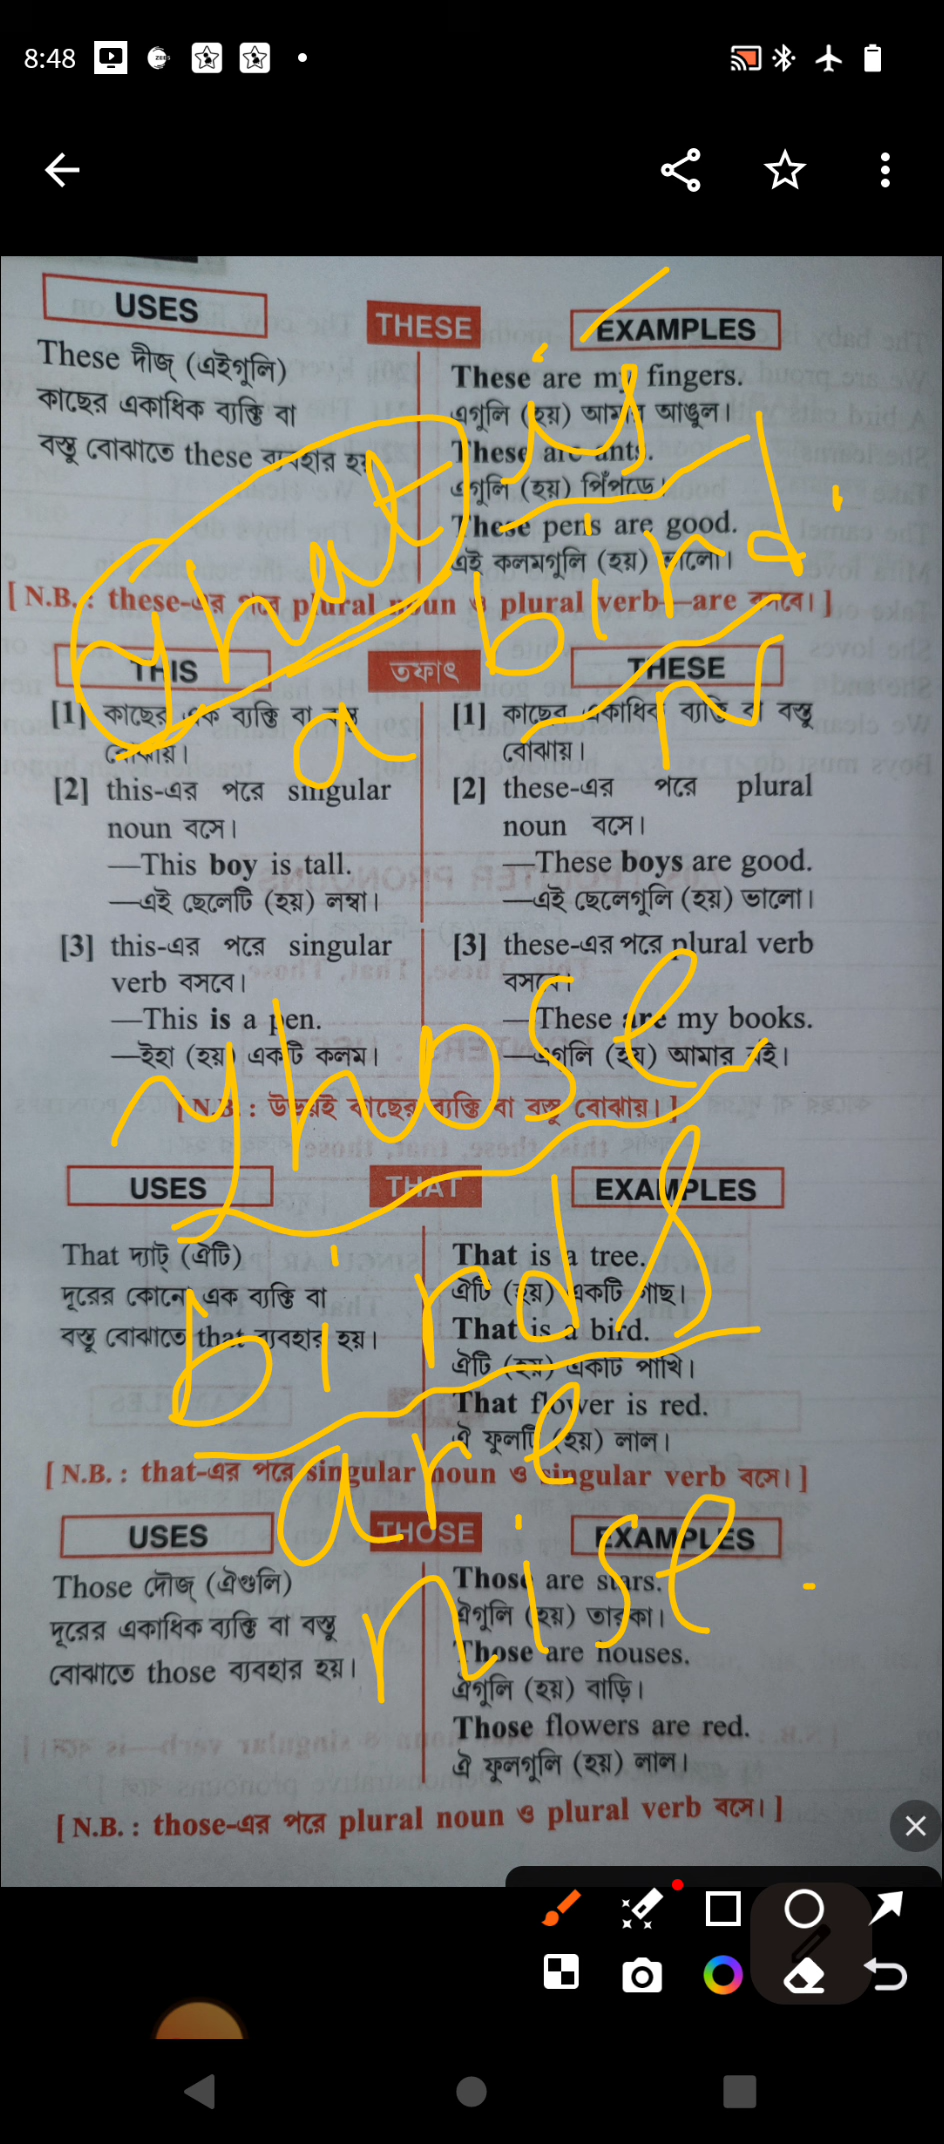 8:48
USES
THESE
EXAMPLES
These দীজ্ (এইগুলি)
কাছের একাধিক ব্যক্তি বা
বস্তু বোঝাতে these ব্যবহার হয়
These are my fingers.
এগুলি (হয়) আমার আঙুল।
These are ants.
এগুলি (হয়) পিঁপড়ে।
These pens are good.
এই কলমগুলি (হয়) ভালো।
[ N.B. : these-এর পরে plural noun ও plural verb—are বসবে। ]
THIS
তফাৎ
THESE
[1] কাছের এক ব্যক্তি বা বস্তু
বোঝায়।
[2] this-এর পরে singular
noun বসে।
—This boy is tall.
—এই ছেলেটি (হয়) লম্বা।
[3] this-এর পরে singular
verb বসবে।
—This is a pen.
—ইহা (হয়) একটি কলম।
[1] কাছের একাধিক ব্যক্তি বা বস্তু
বোঝায়।
[2] these-এর পরে plural
noun বসে।
—These boys are good.
—এই ছেলেগুলি (হয়) ভালো।
[3] these-এর পরে plural verb
বসবে।
—These are my books.
—এগুলি (হয়) আমার বই।
[N.B. : উভয়ই কাছের ব্যক্তি বা বস্তু বোঝায়। ]
USES
THAT
EXAMPLES
That দ্যাট্ (ঐটি)
দূরের কোনো এক ব্যক্তি বা
বস্তু বোঝাতে that ব্যবহার হয়।
That is a tree.
ঐটি (হয়) একটি গাছ।
That is a bird.
ঐটি (হয়) একটি পাখি।
That flower is red.
ঐ ফুলটি (হয়) লাল।
[ N.B. : that-এর পরে singular noun ও singular verb বসে। ]
USES
THOSE
EXAMPLES
Those দৌজ্ (ঐগুলি)
দূরের একাধিক ব্যক্তি বা বস্তু
বোঝাতে those ব্যবহার হয়।
Those are stars.
ঐগুলি (হয়) তারকা।
Those are houses.
ঐগুলি (হয়) বাড়ি।
Those flowers are red.
ঐ ফুলগুলি (হয়) লাল।
[ N.B. : those-এর পরে plural noun ও plural verb বসে। ]
that is
a bird.
those
birds
are